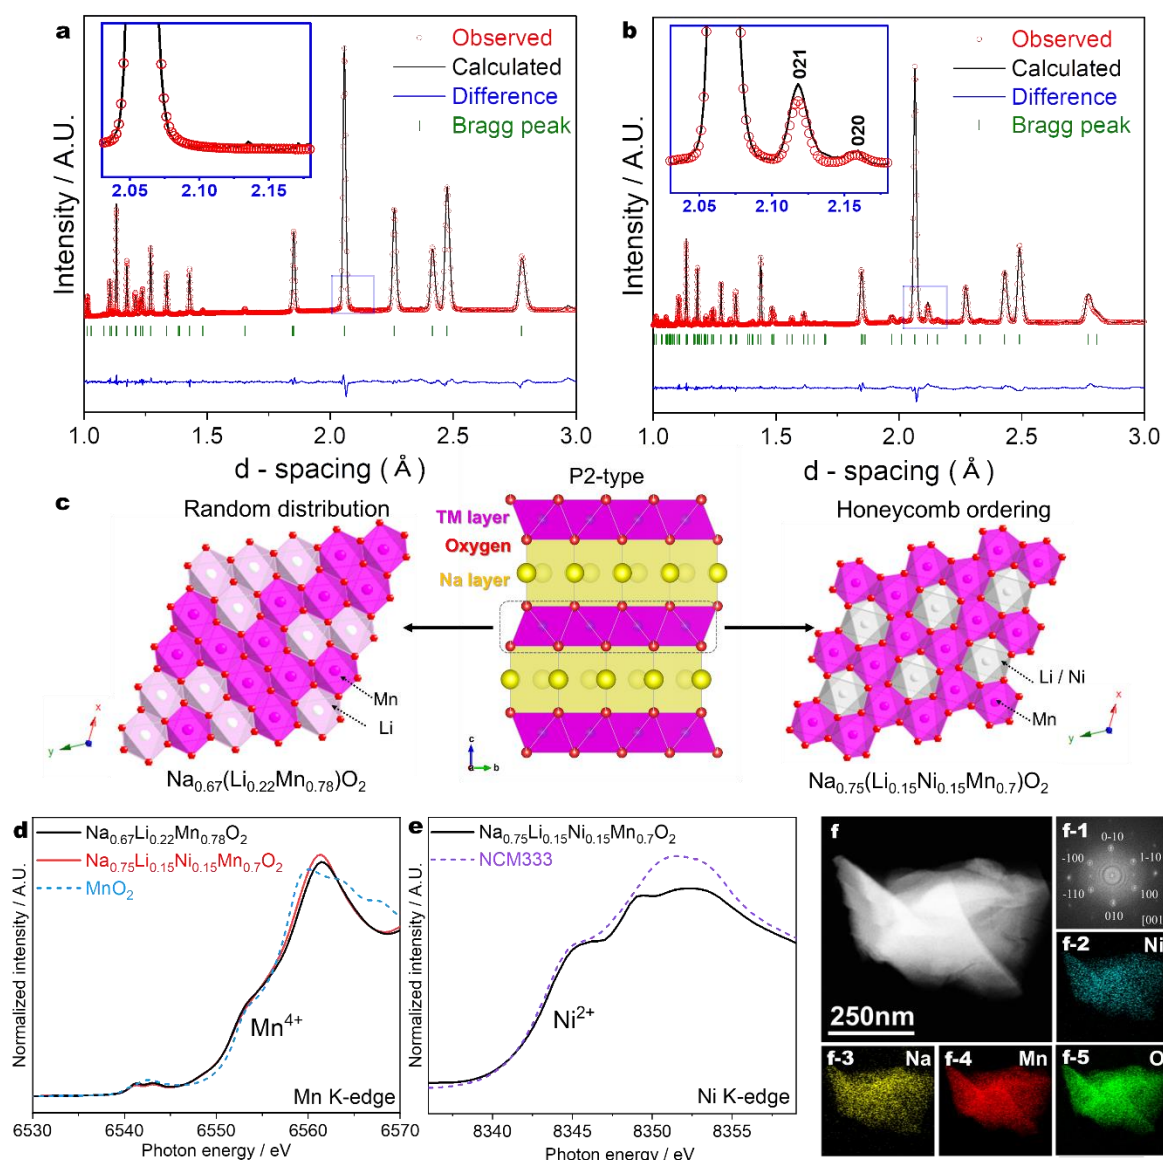 a
Observed
Calculated
Difference
Bragg peak
2.05 2.10 2.15
Intensity / A.U.
1.0 1.5 2.0 2.5 3.0
d - spacing ( Å )
b
021
020
Observed
Calculated
Difference
Bragg peak
2.05 2.10 2.15
Intensity / A.U.
1.0 1.5 2.0 2.5 3.0
d - spacing ( Å )
c
Random distribution
P2-type
Honeycomb ordering
TM layer
Oxygen
Na layer
Mn
Li
Li / Ni
Mn
x
y
c
b
x
y
Na0.67(Li0.22Mn0.78)O2
Na0.75(Li0.15Ni0.15Mn0.7)O2
d
Na0.67Li0.22Mn0.78O2
Na0.75Li0.15Ni0.15Mn0.7O2
MnO2
Mn4+
Mn K-edge
Normalized intensity / A.U.
6530 6540 6550 6560 6570
Photon energy / eV
e
Na0.75Li0.15Ni0.15Mn0.7O2
NCM333
Ni2+
Ni K-edge
Normalized intensity / A.U.
8340 8345 8350 8355
Photon energy / eV
f
250nm
f-1
0-10
-100
1-10
-110
100
010
[001]
f-2 Ni
f-3 Na
f-4 Mn
f-5 O